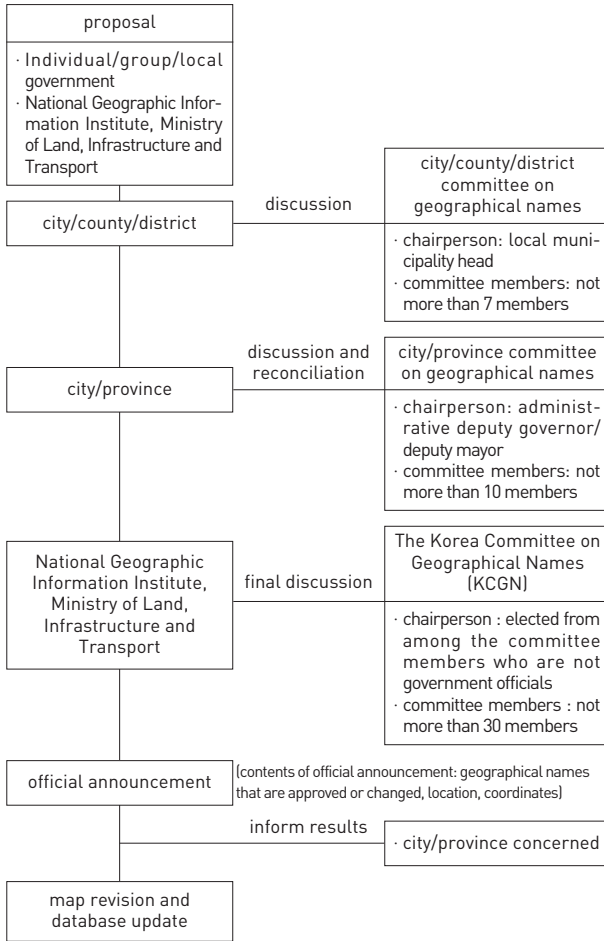 proposal
· Individual/group/local
government
· National Geographic Infor-
mation Institute, Ministry
of Land, Infrastructure and
Transport
city/county/district
discussion
city/county/district
committee on
geographical names
· chairperson: local muni-
cipality head
· committee members: not
more than 7 members
city/province
discussion and
reconciliation
city/province committee
on geographical names
· chairperson: administ-
rative deputy governor/
deputy mayor
· committee members: not
more than 10 members
National Geographic
Information Institute,
Ministry of Land,
Infrastructure and
Transport
final discussion
The Korea Committee on
Geographical Names
(KCGN)
· chairperson : elected from
among the committee
members who are not
government officials
· committee members : not
more than 30 members
official announcement
(contents of official announcement: geographical names
that are approved or changed, location, coordinates)
inform results
· city/province concerned
map revision and
database update